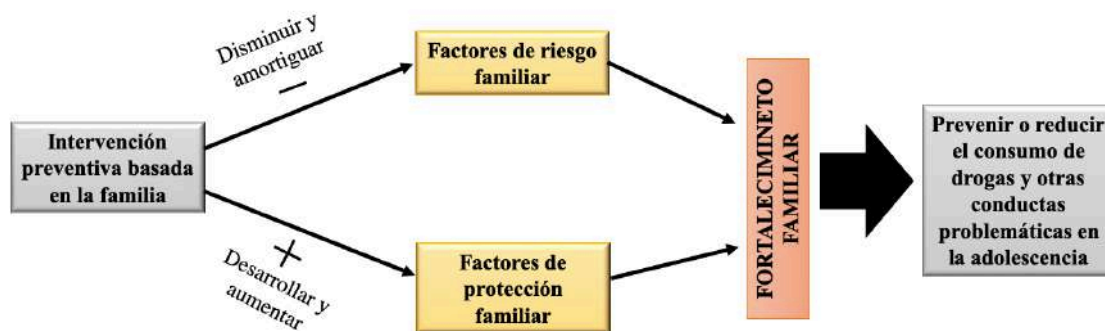 Intervención
preventiva basada
en la familia
Disminuir y
amortiguar
−
+
Desarrollar y
aumentar
Factores de riesgo
familiar
Factores de
protección
familiar
FORTALECIMINETO
FAMILIAR
Prevenir o reducir
el consumo de
drogas y otras
conductas
problemáticas en
la adolescencia